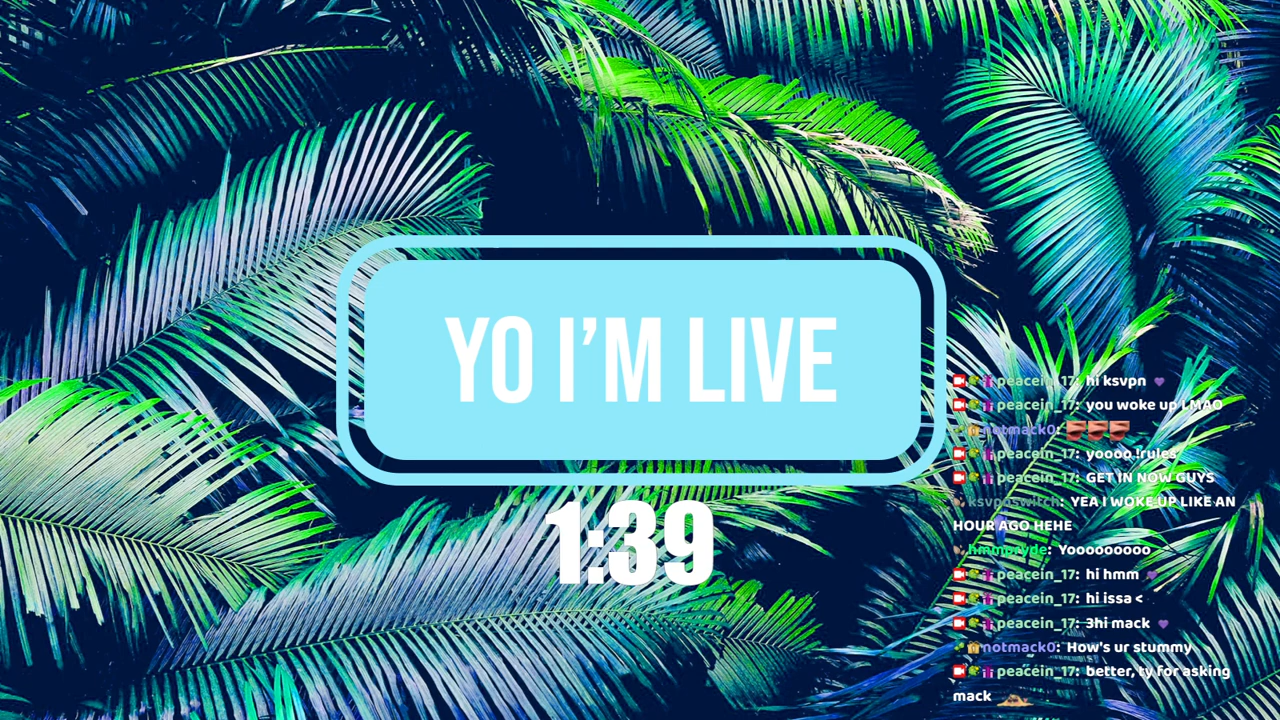 YO I’M LIVE
1:39
peacein_17: hi ksvpn
peacein_17: you woke up LMAO
notmack0:
peacein_17: yoooo !rules
peacein_17: GET IN NOW GUYS
ksvpnswitch: YEA I WOKE UP LIKE AN
HOUR AGO HEHE
hmmpryde: Yooooooooo
peacein_17: hi hmm
peacein_17: hi issa <
peacein_17: 3hi mack
notmack0: How's ur stummy
peacein_17: better, ty for asking
mack